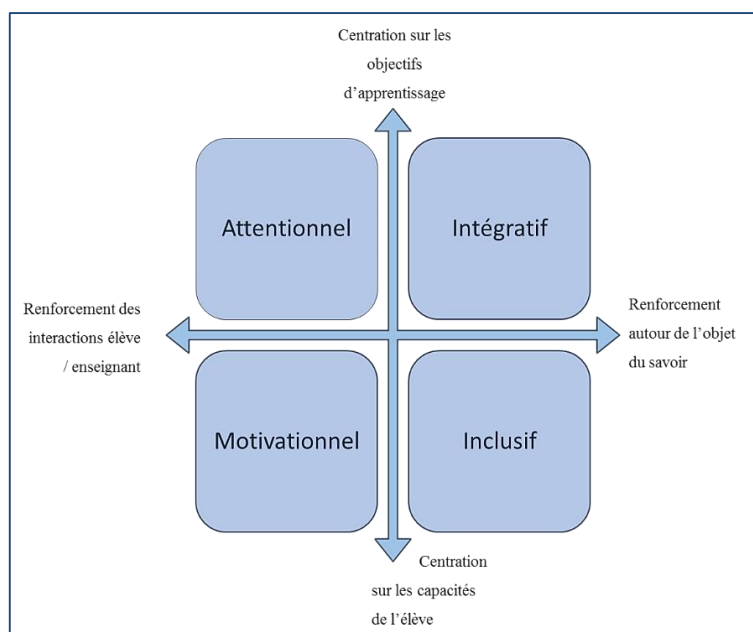 Centration sur les
objectifs
d’apprentissage
Attentionnel
Intégratif
Renforcement des
interactions élève
/ enseignant
Renforcement
autour de l’objet
du savoir
Motivationnel
Inclusif
Centration
sur les capacités
de l’élève